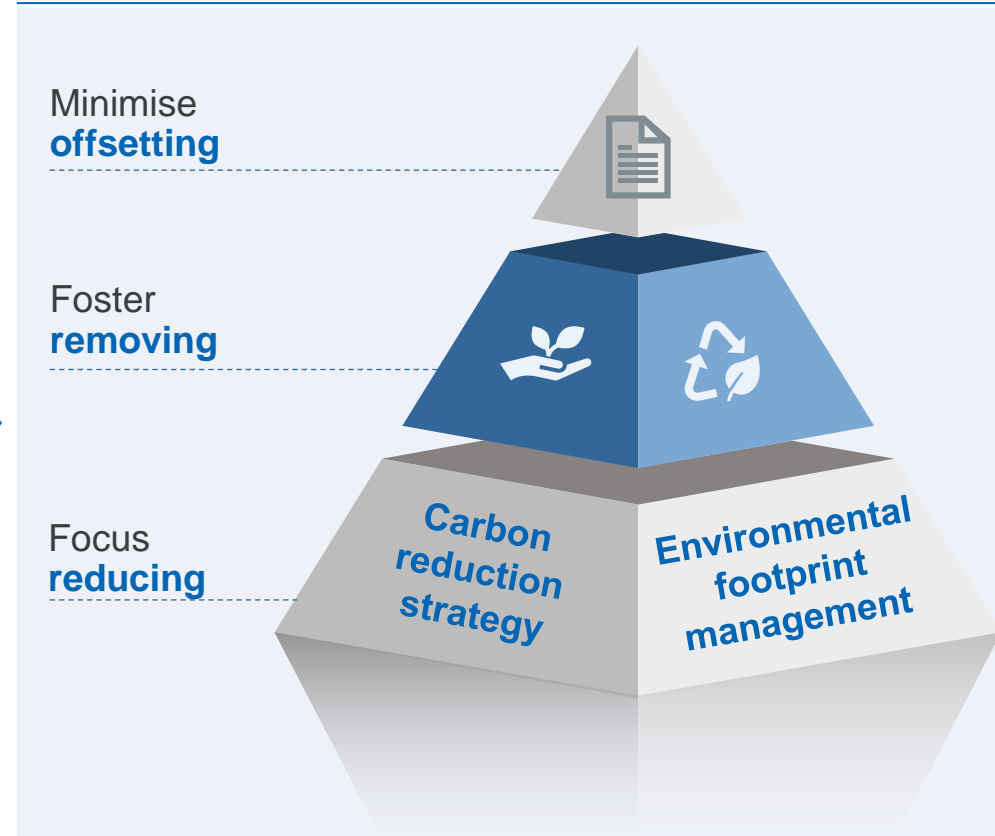 Minimise
offsetting
Foster
removing
Focus
reducing
Carbon
reduction
strategy
Environmental
footprint
management